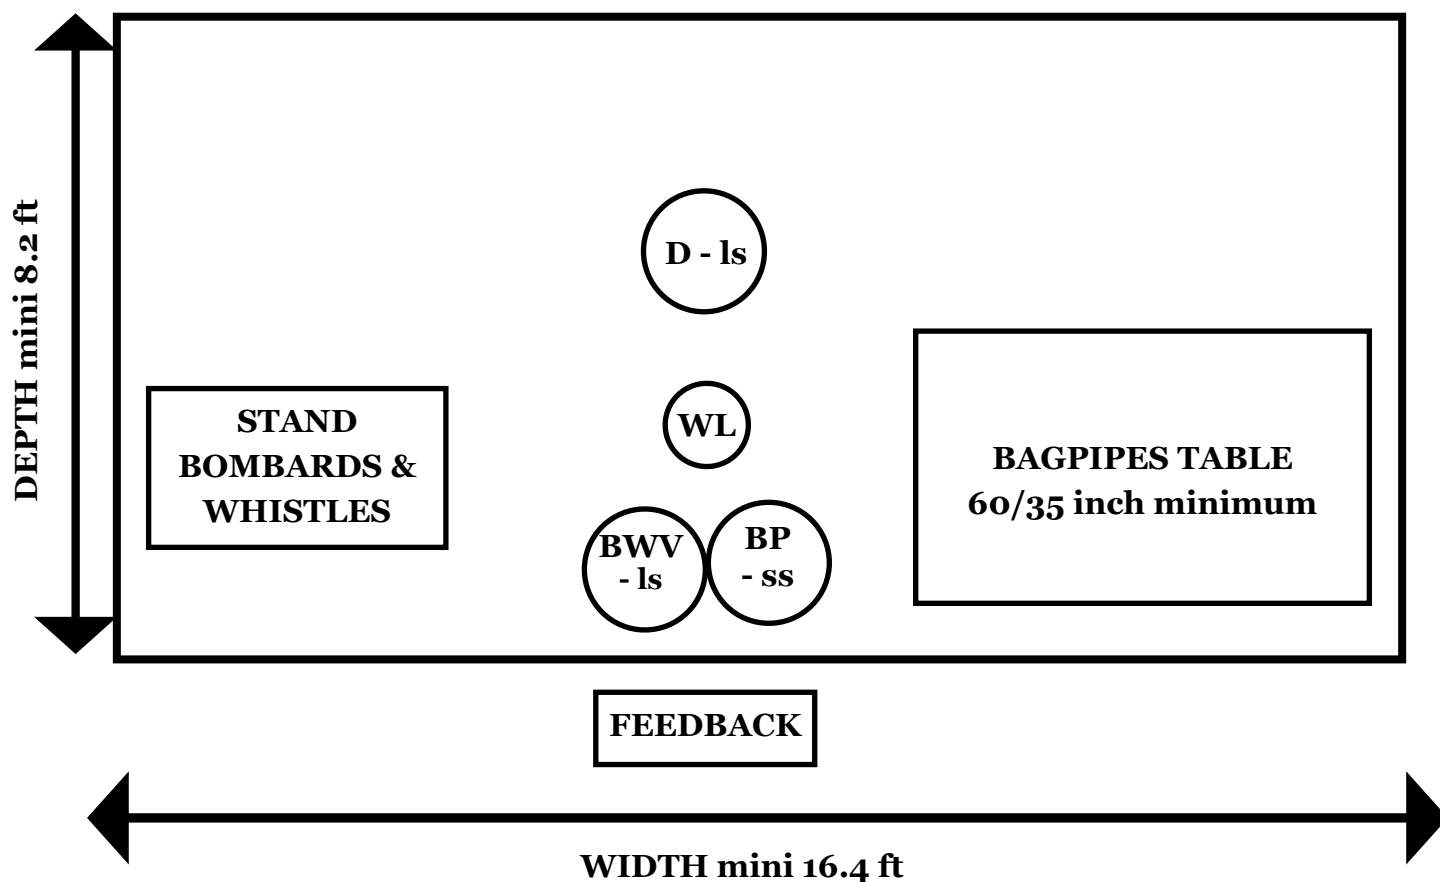 DEPTH mini 8.2 ft
D - ls
WL
STAND
BOMBARDS &
WHISTLES
BAGPIPES TABLE
60/35 inch minimum
BWV
- ls
BP
- ss
FEEDBACK
WIDTH mini 16.4 ft